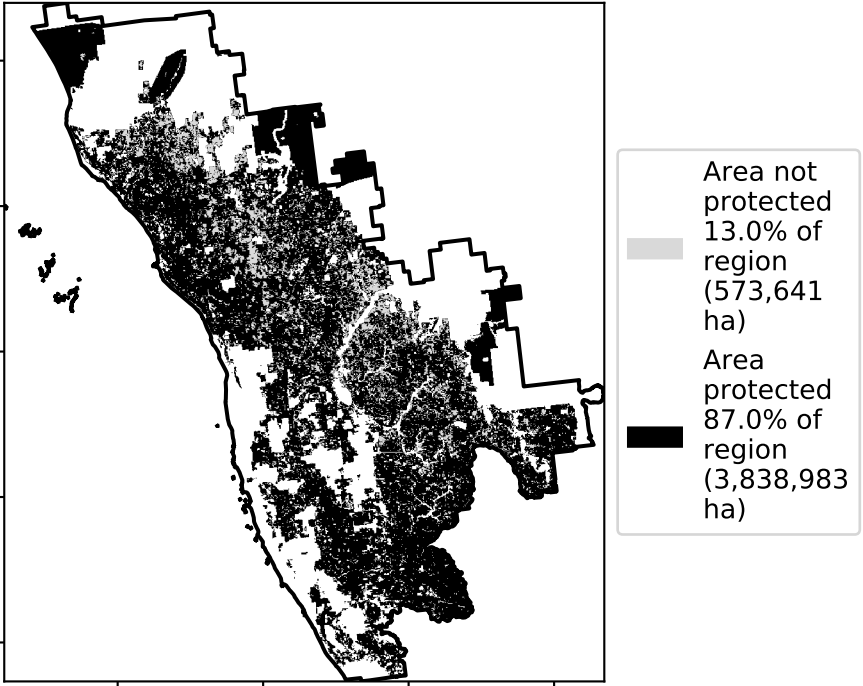 Area not
protected
13.0% of
region
(573,641
ha)
Area
protected
87.0% of
region
(3,838,983
ha)